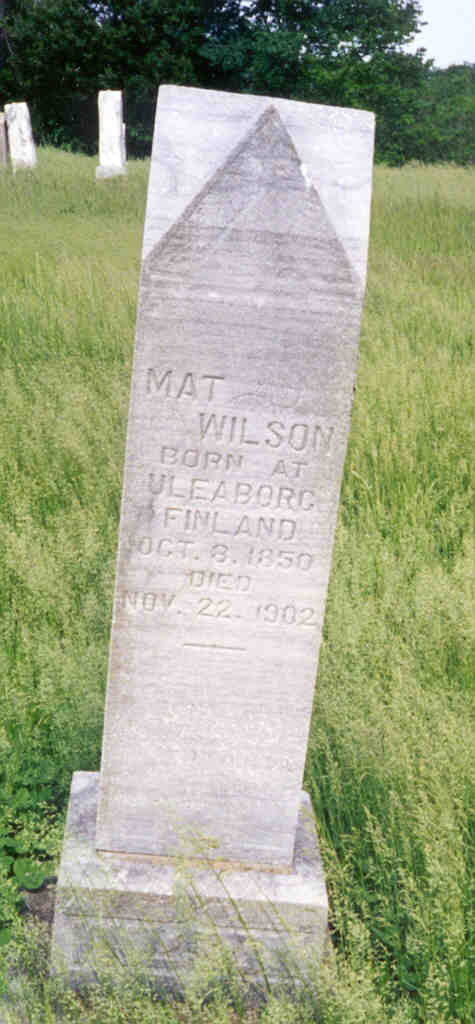 MAT
WILSON
BORN AT
ULEABORG
FINLAND
OCT. 8. 1850
DIED
NOV. 22. 1902